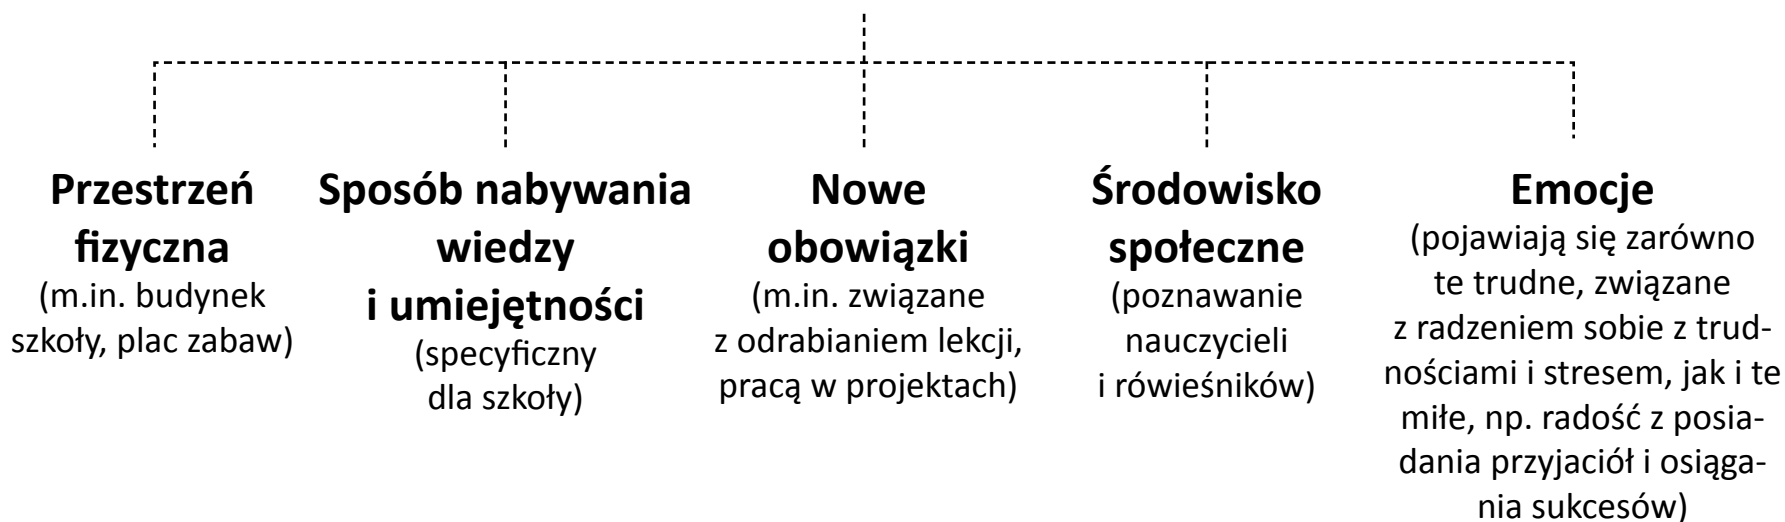 Przestrzeń
fizyczna
(m.in. budynek
szkoły, plac zabaw)
Sposób nabywania
wiedzy
i umiejętności
(specyficzny
dla szkoły)
Nowe
obowiązki
(m.in. związane
z odrabianiem lekcji,
pracą w projektach)
Środowisko
społeczne
(poznawanie
nauczycieli
i rówieśników)
Emocje
(pojawiają się zarówno
te trudne, związane
z radzeniem sobie z trud-
nościami i stresem, jak i te
miłe, np. radość z posia-
dania przyjaciół i osiąga-
nia sukcesów)